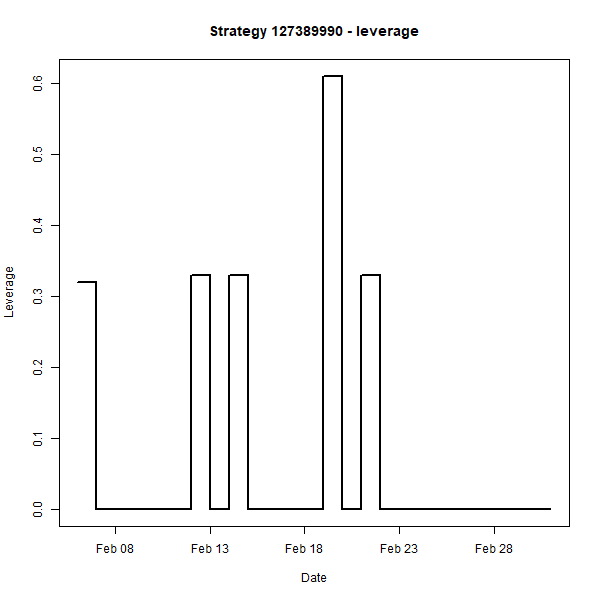 Strategy 127389990 - leverage
Leverage
0.6
0.5
0.4
0.3
0.2
0.1
0.0
Feb 08
Feb 13
Feb 18
Feb 23
Feb 28
Date